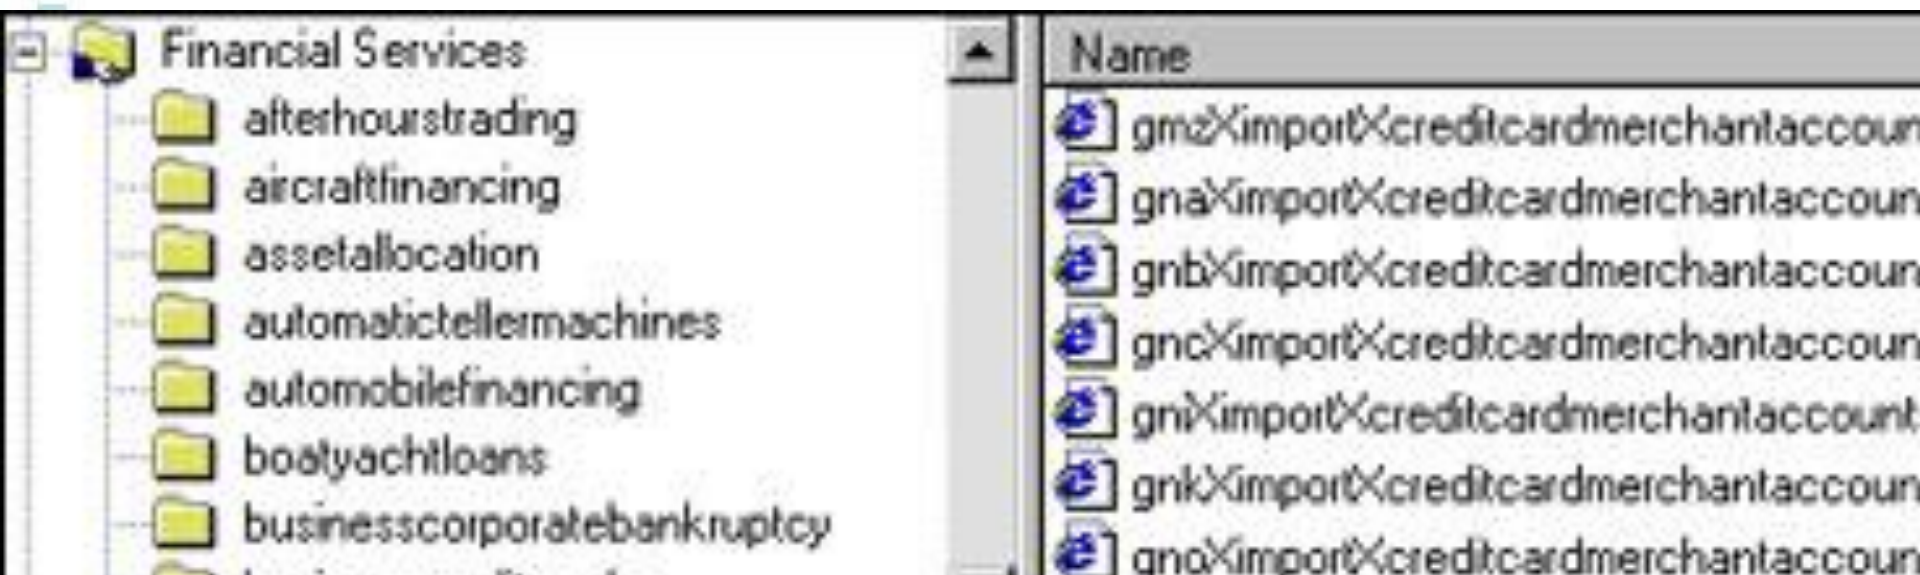 Financial Services
afterhourstrading
aircraftfinancing
assetallocation
automatictellermachines
automobilefinancing
boatyachtloans
businesscorporatebankruptcy
Name
gmzXimportXcreditcardmerchantaccoun
gnaXimportXcreditcardmerchantaccoun
gnbXimportXcreditcardmerchantaccoun
gncXimportXcreditcardmerchantaccoun
gniXimportXcreditcardmerchantaccount
gnkXimportXcreditcardmerchantaccoun
gnoXimportXcreditcardmerchantaccoun